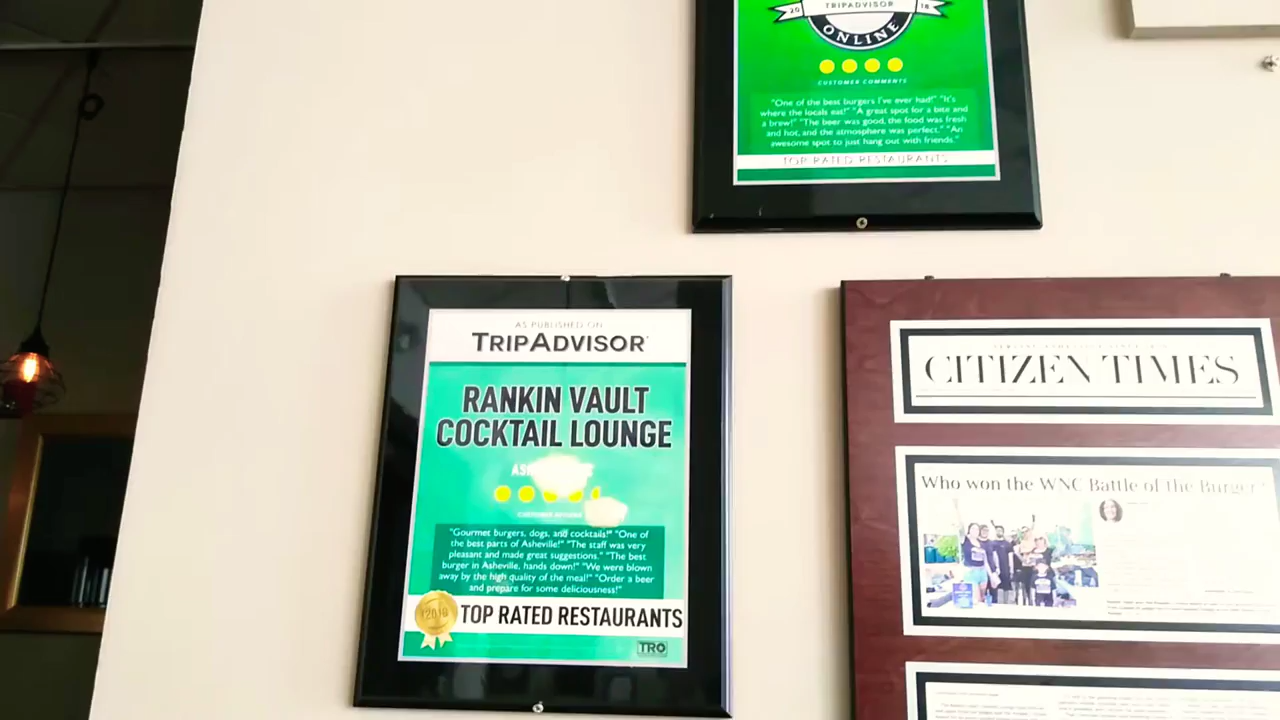 20 TRIPADVISOR 18
ONLINE
CUSTOMER COMMENTS
"One of the best burgers I've ever had!" "It's
where the locals eat!" "A great spot for a bite and
a brew!" "The beer was good, the food was fresh
and hot, and the atmosphere was perfect." "An
awesome spot to just hang out with friends."
TOP RATED RESTAURANTS
AS PUBLISHED ON
TRIPADVISOR
RANKIN VAULT
COCKTAIL LOUNGE
"Gourmet burgers, dogs, and cocktails!" "One of
the best parts of Asheville!" "The staff was very
pleasant and made great suggestions." "The best
burger in Asheville, hands down!" "We were blown
away by the high quality of the meal!" "Order a beer
and prepare for some deliciousness!"
TOP RATED RESTAURANTS
TRO
CITIZEN TIMES
Who won the WNC Battle of the Burger?